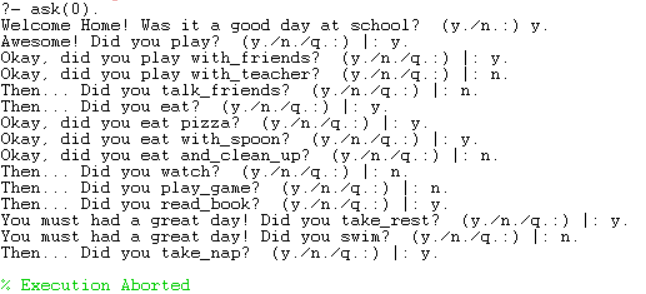 ?- ask(0).
Welcome Home! Was it a good day at school?  (y./n./q.:) y.
Awesome! Did you play?  (y./n./q.:) |: y.
Okay, did you play with_friends?  (y./n./q.:) |: y.
Okay, did you play with_teacher?  (y./n./q.:) |: n.
Then... Did you talk_friends?  (y./n./q.:) |: n.
Then... Did you eat?  (y./n./q.:) |: y.
Okay, did you eat pizza?  (y./n./q.:) |: y.
Okay, did you eat with_spoon?  (y./n./q.:) |: y.
Okay, did you eat and_clean_up?  (y./n./q.:) |: n.
Then... Did you watch?  (y./n./q.:) |: n.
Then... Did you play_game?  (y./n./q.:) |: n.
Then... Did you read_book?  (y./n./q.:) |: y.
You must had a great day! Did you take_rest?  (y./n./q.:) |: y.
You must had a great day! Did you swim?  (y./n./q.:) |: n.
Then... Did you take_nap?  (y./n./q.:) |: y.
% Execution Aborted